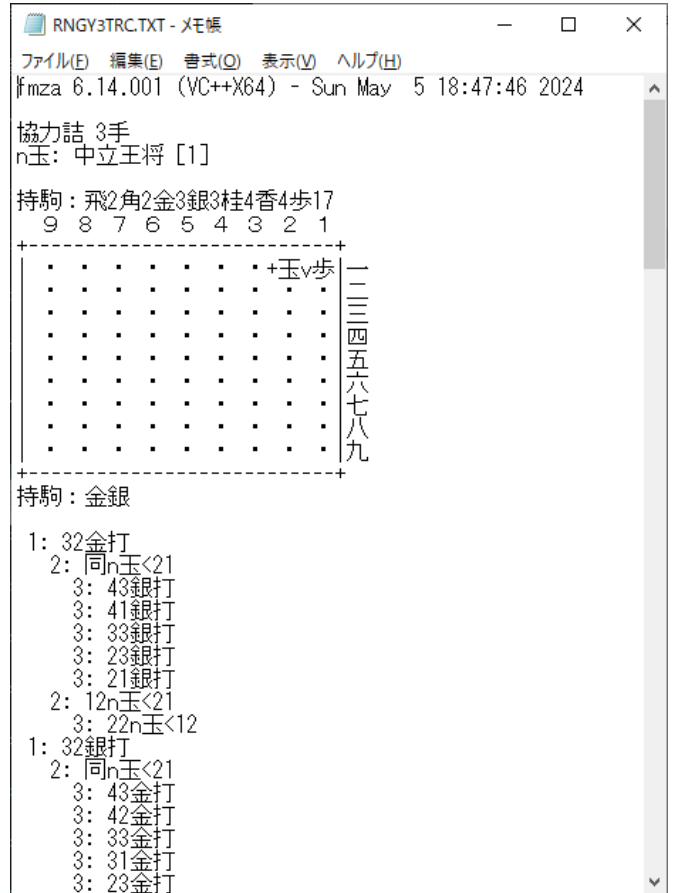 RNGY3TRC.TXT - メモ帳
ファイル(F) 編集(E) 書式(O) 表示(V) ヘルプ(H)
fmza 6.14.001 (VC++X64) - Sun May  5 18:47:46 2024
協力詰 3手
n玉: 中立王将 [1]
持駒：飛2角2金3銀3桂4香4歩17
９ ８ ７ ６ ５ ４ ３ ２ １
+---------------------------+
| ・ ・ ・ ・ ・ ・ ・+玉v歩|一
| ・ ・ ・ ・ ・ ・ ・ ・ ・|二
| ・ ・ ・ ・ ・ ・ ・ ・ ・|三
| ・ ・ ・ ・ ・ ・ ・ ・ ・|四
| ・ ・ ・ ・ ・ ・ ・ ・ ・|五
| ・ ・ ・ ・ ・ ・ ・ ・ ・|六
| ・ ・ ・ ・ ・ ・ ・ ・ ・|七
| ・ ・ ・ ・ ・ ・ ・ ・ ・|八
| ・ ・ ・ ・ ・ ・ ・ ・ ・|九
+---------------------------+
持駒：金銀
1: 32金打
2: 同n玉<21
3: 43銀打
3: 41銀打
3: 33銀打
3: 23銀打
3: 21銀打
2: 12n玉<21
3: 22n玉<12
1: 32銀打
2: 同n玉<21
3: 43金打
3: 42金打
3: 33金打
3: 31金打
3: 23金打